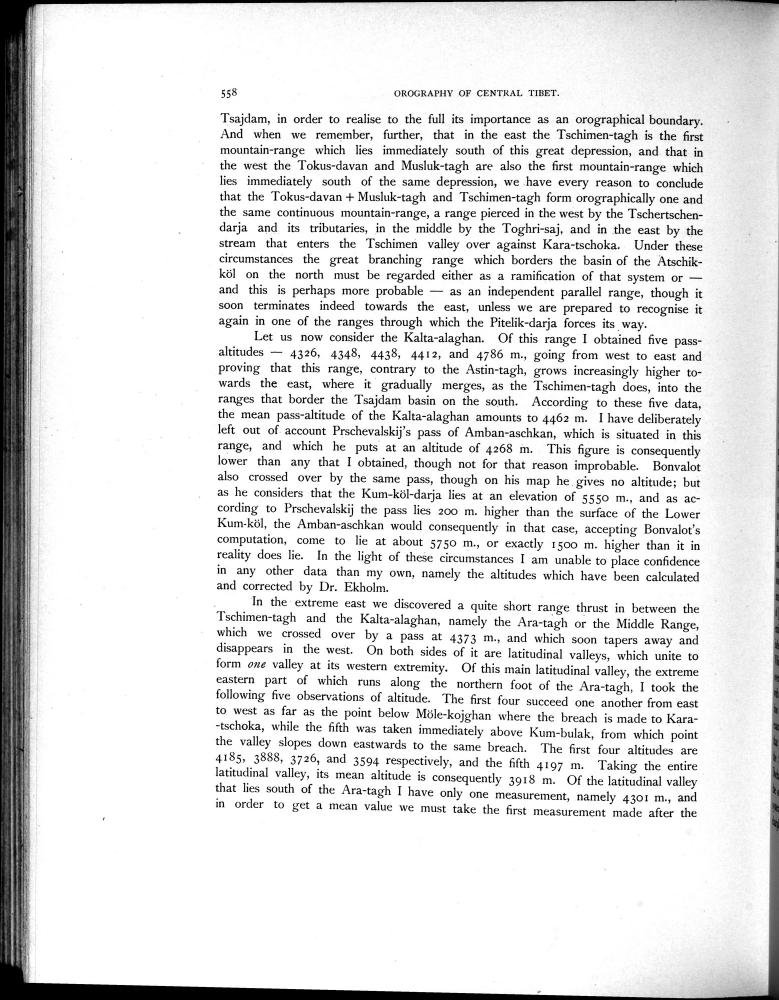 558 OROGRAPHY OF CENTRAL TIBET.
Tsajdam, in order to realise to the full its importance as an orographical boundary.
And when we remember, further, that in the east the Tschimen-tagh is the first
mountain-range which lies immediately south of this great depression, and that in
the west the Tokus-davan and Musluk-tagh are also the first mountain-range which
lies immediately south of the same depression, we have every reason to conclude
that the Tokus-davan + Musluk-tagh and Tschimen-tagh form orographically one and
the same continuous mountain-range, a range pierced in the west by the Tschertschen-
darja and its tributaries, in the middle by the Toghri-saj, and in the east by the
stream that enters the Tschimen valley over against Kara-tschoka. Under these
circumstances the great branching range which borders the basin of the Atschik-
köl on the north must be regarded either as a ramification of that system or —
and this is perhaps more probable — as an independent parallel range, though it
soon terminates indeed towards the east, unless we are prepared to recognise it
again in one of the ranges through which the Pitelik-darja forces its way.
Let us now consider the Kalta-alaghan. Of this range I obtained five pass-
altitudes — 4326, 4348, 4438, 4412, and 4786 m., going from west to east and
proving that this range, contrary to the Astin-tagh, grows increasingly higher to-
wards the east, where it gradually merges, as the Tschimen-tagh does, into the
ranges that border the Tsajdam basin on the south. According to these five data,
the mean pass-altitude of the Kalta-alaghan amounts to 4462 m. I have deliberately
left out of account Prschevalskij's pass of Amban-aschkan, which is situated in this
range, and which he puts at an altitude of 4268 m. This figure is consequently
lower than any that I obtained, though not for that reason improbable. Bonvalot
also crossed over by the same pass, though on his map he gives no altitude; but
as he considers that the Kum-köl-darja lies at an elevation of 5550 m., and as ac-
cording to Prschevalskij the pass lies 200 m. higher than the surface of the Lower
Kum-köl, the Amban-aschkan would consequently in that case, accepting Bonvalot's
computation, come to lie at about 5750 m., or exactly 1500 m. higher than it in
reality does lie. In the light of these circumstances I am unable to place confidence
in any other data than my own, namely the altitudes which have been calculated
and corrected by Dr. Ekholm.
In the extreme east we discovered a quite short range thrust in between the
Tschimen-tagh and the Kalta-alaghan, namely the Ara-tagh or the Middle Range,
which we crossed over by a pass at 4373 m., and which soon tapers away and
disappears in the west. On both sides of it are latitudinal valleys, which unite to
form one valley at its western extremity. Of this main latitudinal valley, the extreme
eastern part of which runs along the northern foot of the Ara-tagh, I took the
following five observations of altitude. The first four succeed one another from east
to west as far as the point below Möle-kojghan where the breach is made to Kara-
-tschoka, while the fifth was taken immediately above Kum-bulak, from which point
the valley slopes down eastwards to the same breach. The first four altitudes are
4185, 3888, 3726, and 3594 respectively, and the fifth 4197 m. Taking the entire
latitudinal valley, its mean altitude is consequently 3918 m. Of the latitudinal valley
that lies south of the Ara-tagh I have only one measurement, namely 4301 m., and
in order to get a mean value we must take the first measurement made after the